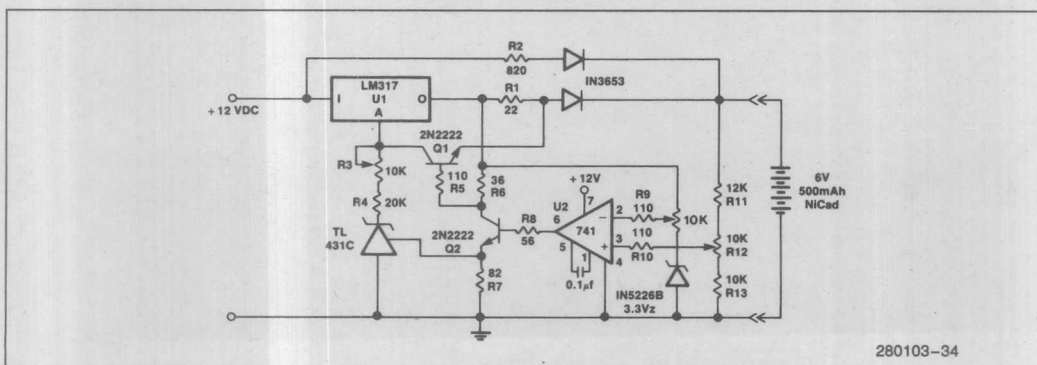 R2
820
IN3653
LM317
I
U1
O
A
R1
22
+ 12 VDC
2N2222
Q1
R3
10K
110
R5
36
R6
+ 12V
7
6V
500mAh
NiCad
R4
20K
U2
6
741
−
2
R9
110
10K
12K
R11
R8
56
5
1
+
3
4
110
R10
10K
R12
TL
431C
2N2222
Q2
82
R7
0.1µf
IN5226B
3.3Vz
10K
R13
280103–34